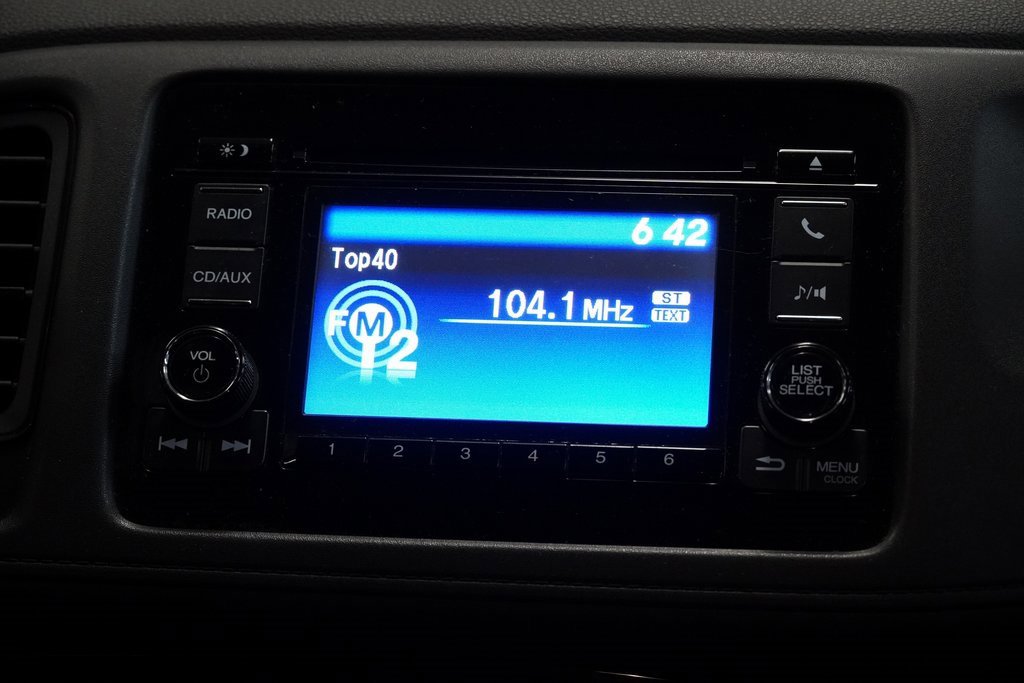 RADIO
CD/AUX
VOL
6 42
Top40
FM
2
104.1 MHz
ST
TEXT
1 2 3 4 5 6
LIST
PUSH
SELECT
MENU
CLOCK